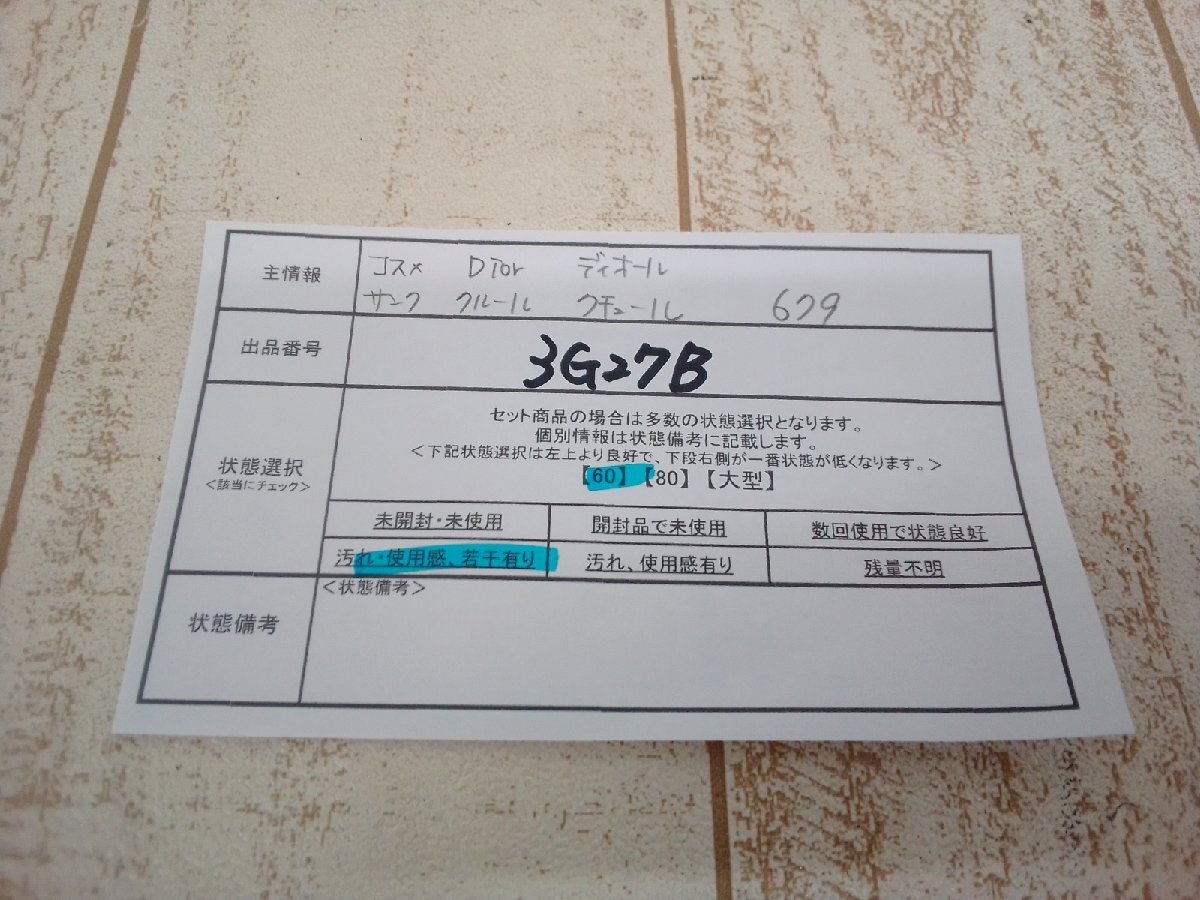 主情報
コスメ Dior ディオール
サンク クルール クチュール 679
出品番号
3G27B
状態選択
<該当にチェック>
セット商品の場合は多数の状態選択となります。
個別情報は状態備考に記載します。
<下記状態選択は左上より良好で、下段右側が一番状態が低くなります。>
【60】【80】【大型】
未開封・未使用 開封品で未使用 数回使用で状態良好
汚れ・使用感、若干有り 汚れ、使用感有り 残量不明
状態備考
<状態備考>